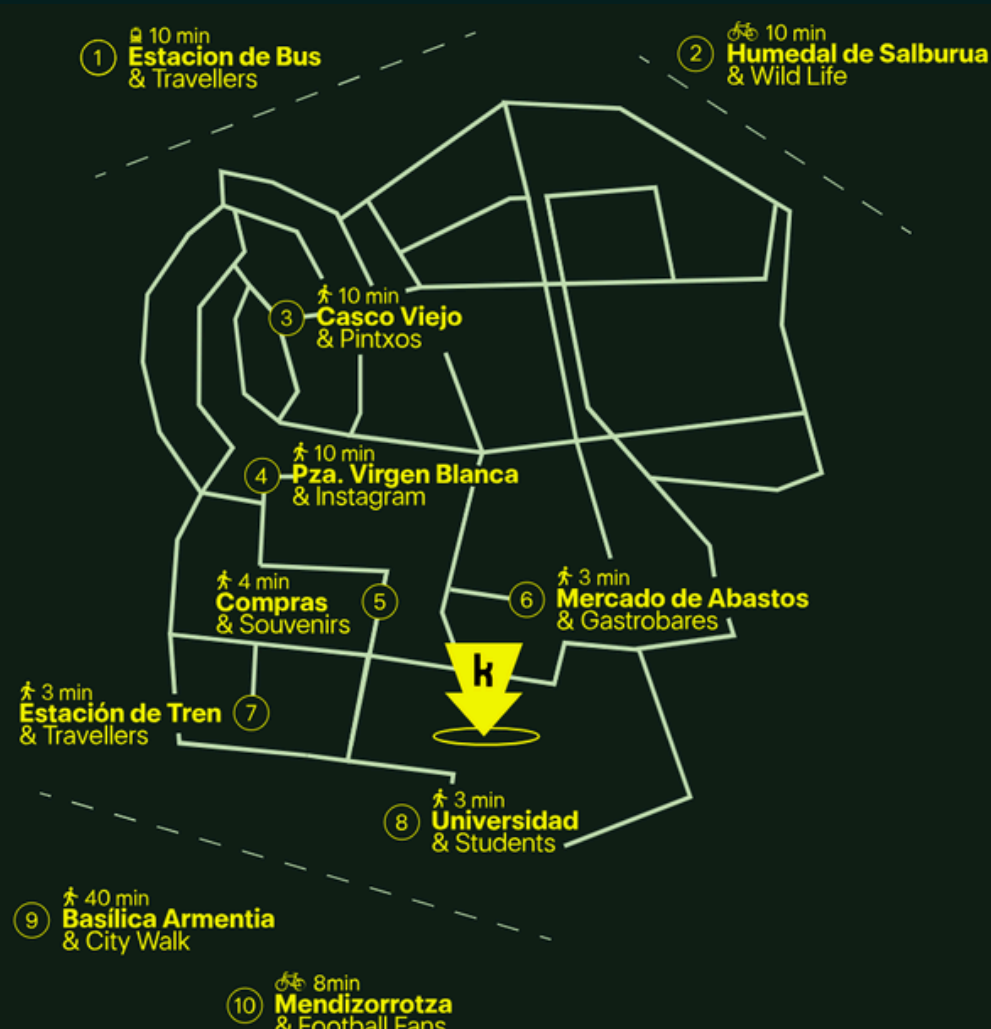 1
10 min
Estacion de Bus
& Travellers
2
10 min
Humedal de Salburua
& Wild Life
3
10 min
Casco Viejo
& Pintxos
4
10 min
Pza. Virgen Blanca
& Instagram
4 min
Compras
& Souvenirs
5
6
3 min
Mercado de Abastos
& Gastrobares
k
3 min
Estación de Tren
& Travellers
7
8
3 min
Universidad
& Students
9
40 min
Basílica Armentia
& City Walk
10
8min
Mendizorrotza
& Football Fans